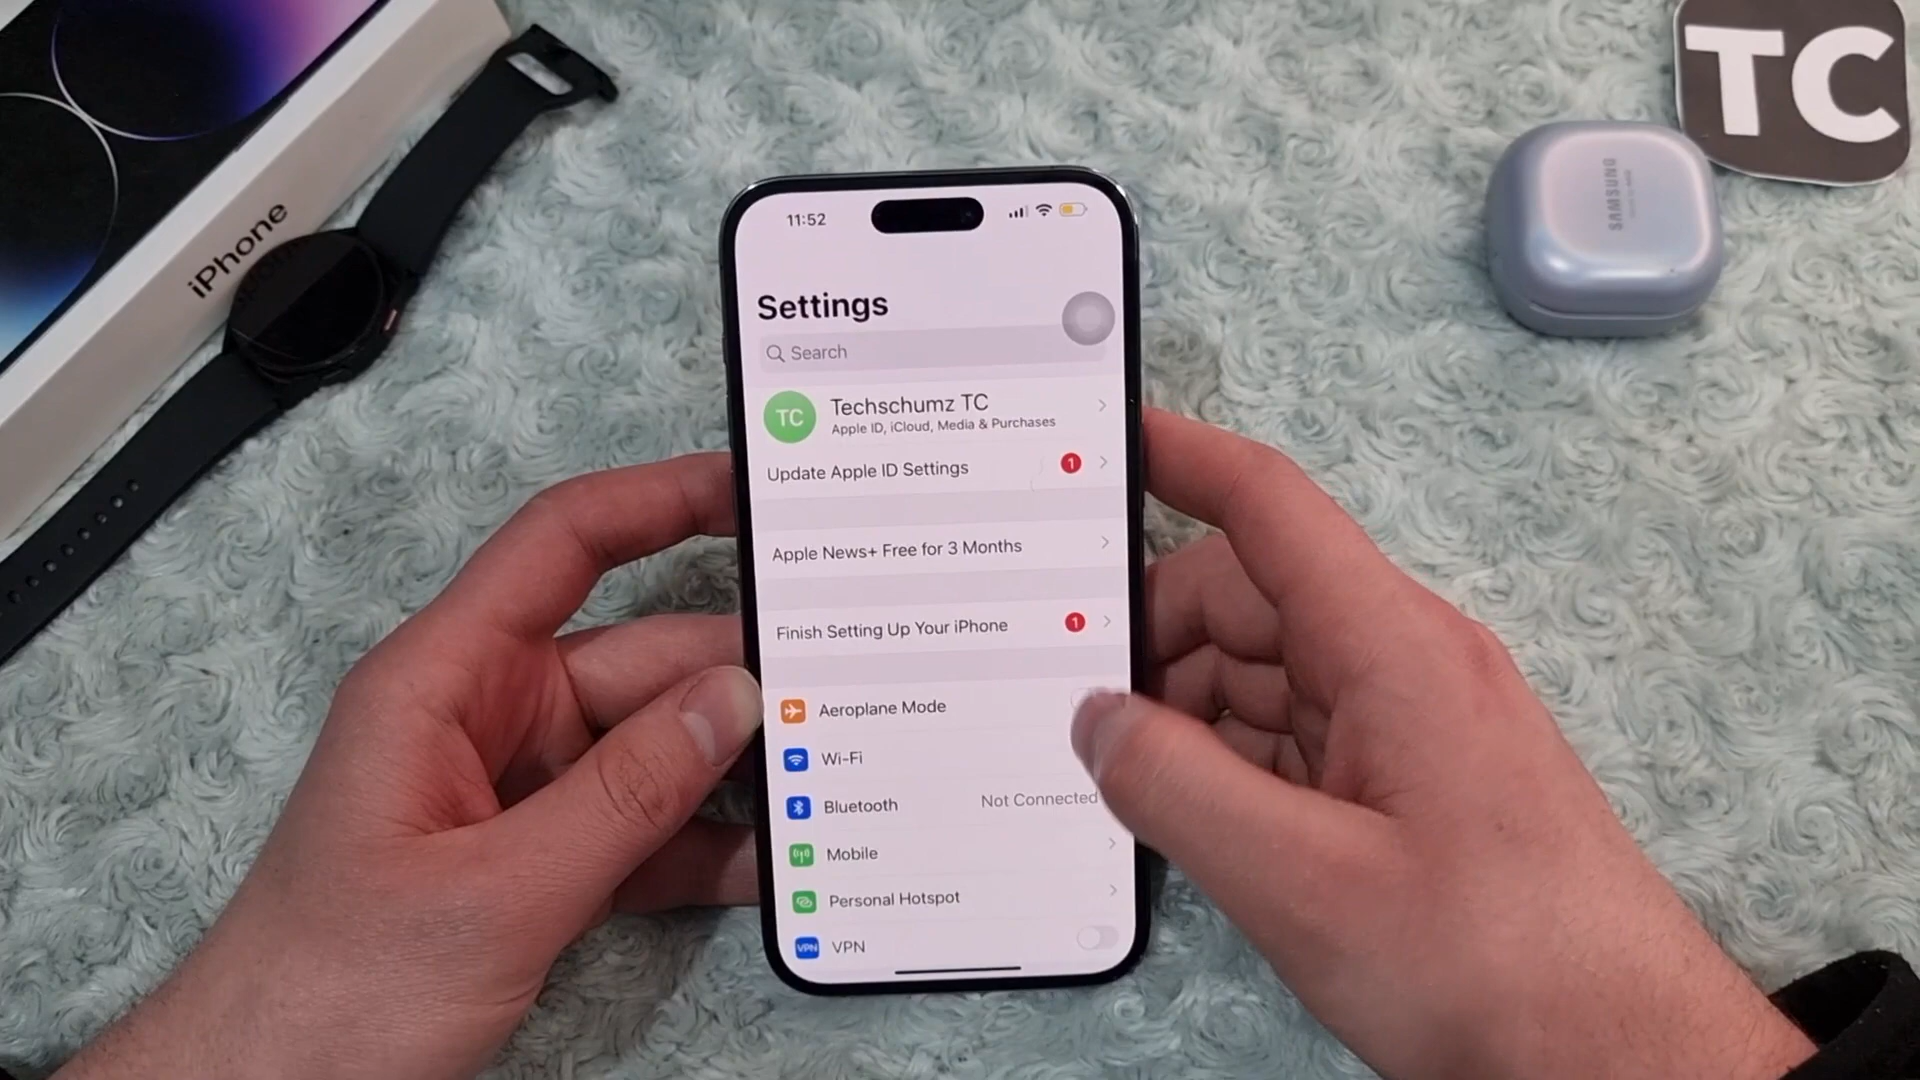 iPhone
TC
SAMSUNG
11:52
Settings
Search
TC
Techschumz TC
Apple ID, iCloud, Media & Purchases
Update Apple ID Settings
1
Apple News+ Free for 3 Months
Finish Setting Up Your iPhone
1
Aeroplane Mode
Wi-Fi
Bluetooth
Not Connected
Mobile
Personal Hotspot
VPN
VPN